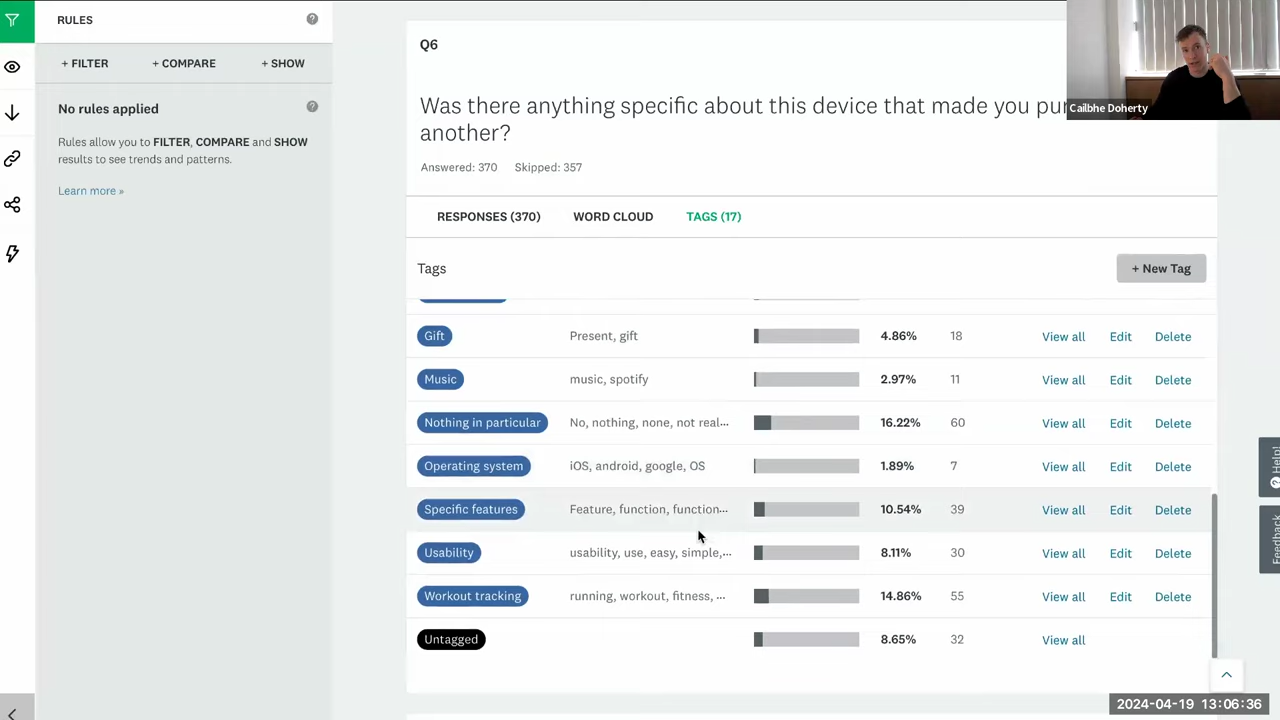 RULES
+ FILTER
+ COMPARE
+ SHOW
No rules applied
Rules allow you to FILTER, COMPARE and SHOW
results to see trends and patterns.
Learn more »
Q6
Was there anything specific about this device that made you pu
another?
Answered: 370 Skipped: 357
RESPONSES (370)
WORD CLOUD
TAGS (17)
Tags
+ New Tag
Gift Present, gift 4.86% 18 View all Edit Delete
Music music, spotify 2.97% 11 View all Edit Delete
Nothing in particular No, nothing, none, not real... 16.22% 60 View all Edit Delete
Operating system iOS, android, google, OS 1.89% 7 View all Edit Delete
Specific features Feature, function, function... 10.54% 39 View all Edit Delete
Usability usability, use, easy, simple,... 8.11% 30 View all Edit Delete
Workout tracking running, workout, fitness, ... 14.86% 55 View all Edit Delete
Untagged 8.65% 32 View all
Cailbhe Doherty
Help!
Feedback
2024-04-19 13:06:36